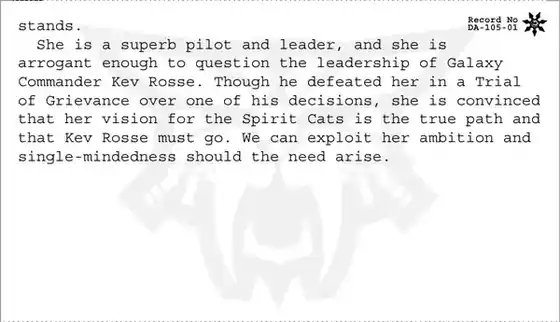 stands.
Record No
DA-105-01
She is a superb pilot and leader, and she is
arrogant enough to question the leadership of Galaxy
Commander Kev Rosse. Though he defeated her in a Trial
of Grievance over one of his decisions, she is convinced
that her vision for the Spirit Cats is the true path and
that Kev Rosse must go. We can exploit her ambition and
single-mindedness should the need arise.